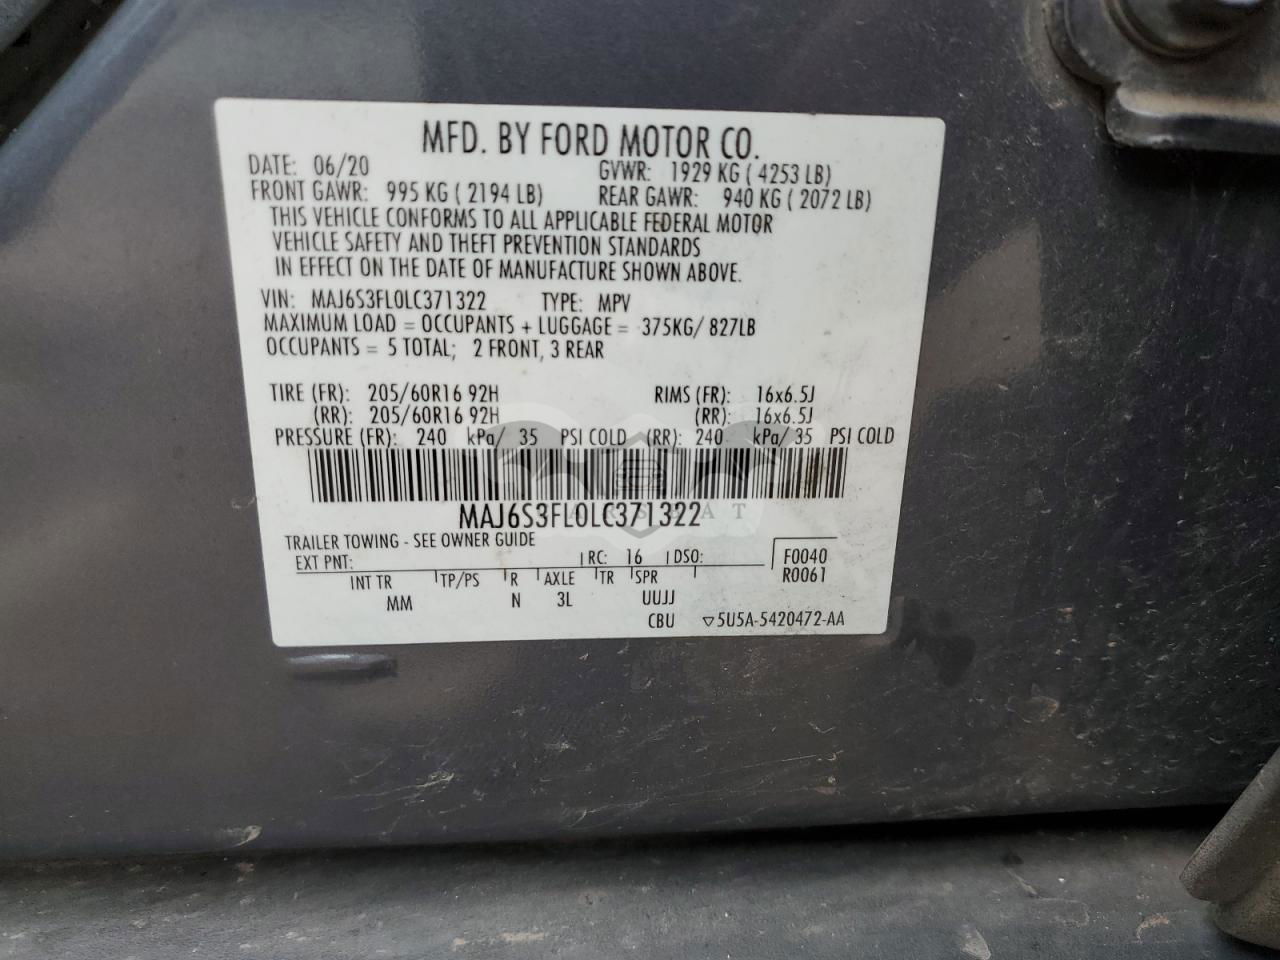 MFD. BY FORD MOTOR CO.
DATE: 06/20 GVWR: 1929 KG ( 4253 LB)
FRONT GAWR: 995 KG ( 2194 LB) REAR GAWR: 940 KG ( 2072 LB)
THIS VEHICLE CONFORMS TO ALL APPLICABLE FEDERAL MOTOR
VEHICLE SAFETY AND THEFT PREVENTION STANDARDS
IN EFFECT ON THE DATE OF MANUFACTURE SHOWN ABOVE.
VIN: MAJ6S3FL0LC371322 TYPE: MPV
MAXIMUM LOAD = OCCUPANTS + LUGGAGE = 375KG/ 827LB
OCCUPANTS = 5 TOTAL; 2 FRONT, 3 REAR
TIRE (FR): 205/60R16 92H RIMS (FR): 16x6.5J
(RR): 205/60R16 92H (RR): 16x6.5J
PRESSURE (FR): 240 kPa/ 35 PSI COLD (RR): 240 kPa/ 35 PSI COLD
MAJ6S3FL0LC371322
TRAILER TOWING - SEE OWNER GUIDE
EXT PNT: RC: 16 DSO: F0040
INT TR TP/PS R AXLE TR SPR R0061
MM N 3L UUJJ
CBU ▽5U5A-5420472-AA